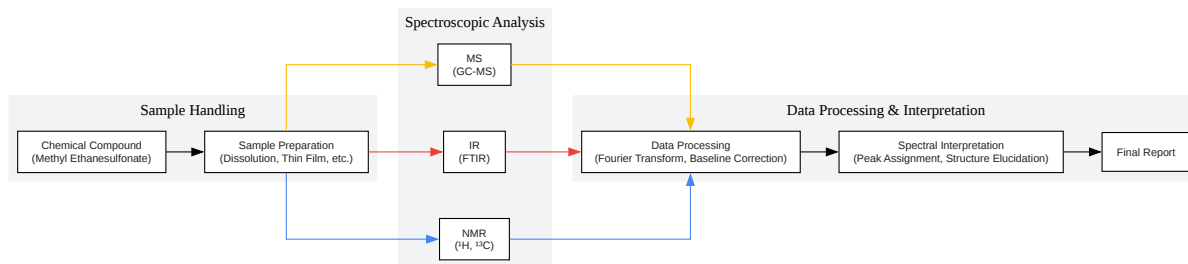 Spectroscopic Analysis
MS
(GC-MS)
Sample Handling
Data Processing & Interpretation
Chemical Compound
(Methyl Ethanesulfonate)
Sample Preparation
(Dissolution, Thin Film, etc.)
IR
(FTIR)
Data Processing
(Fourier Transform, Baseline Correction)
Spectral Interpretation
(Peak Assignment, Structure Elucidation)
Final Report
NMR
(¹H, ¹³C)